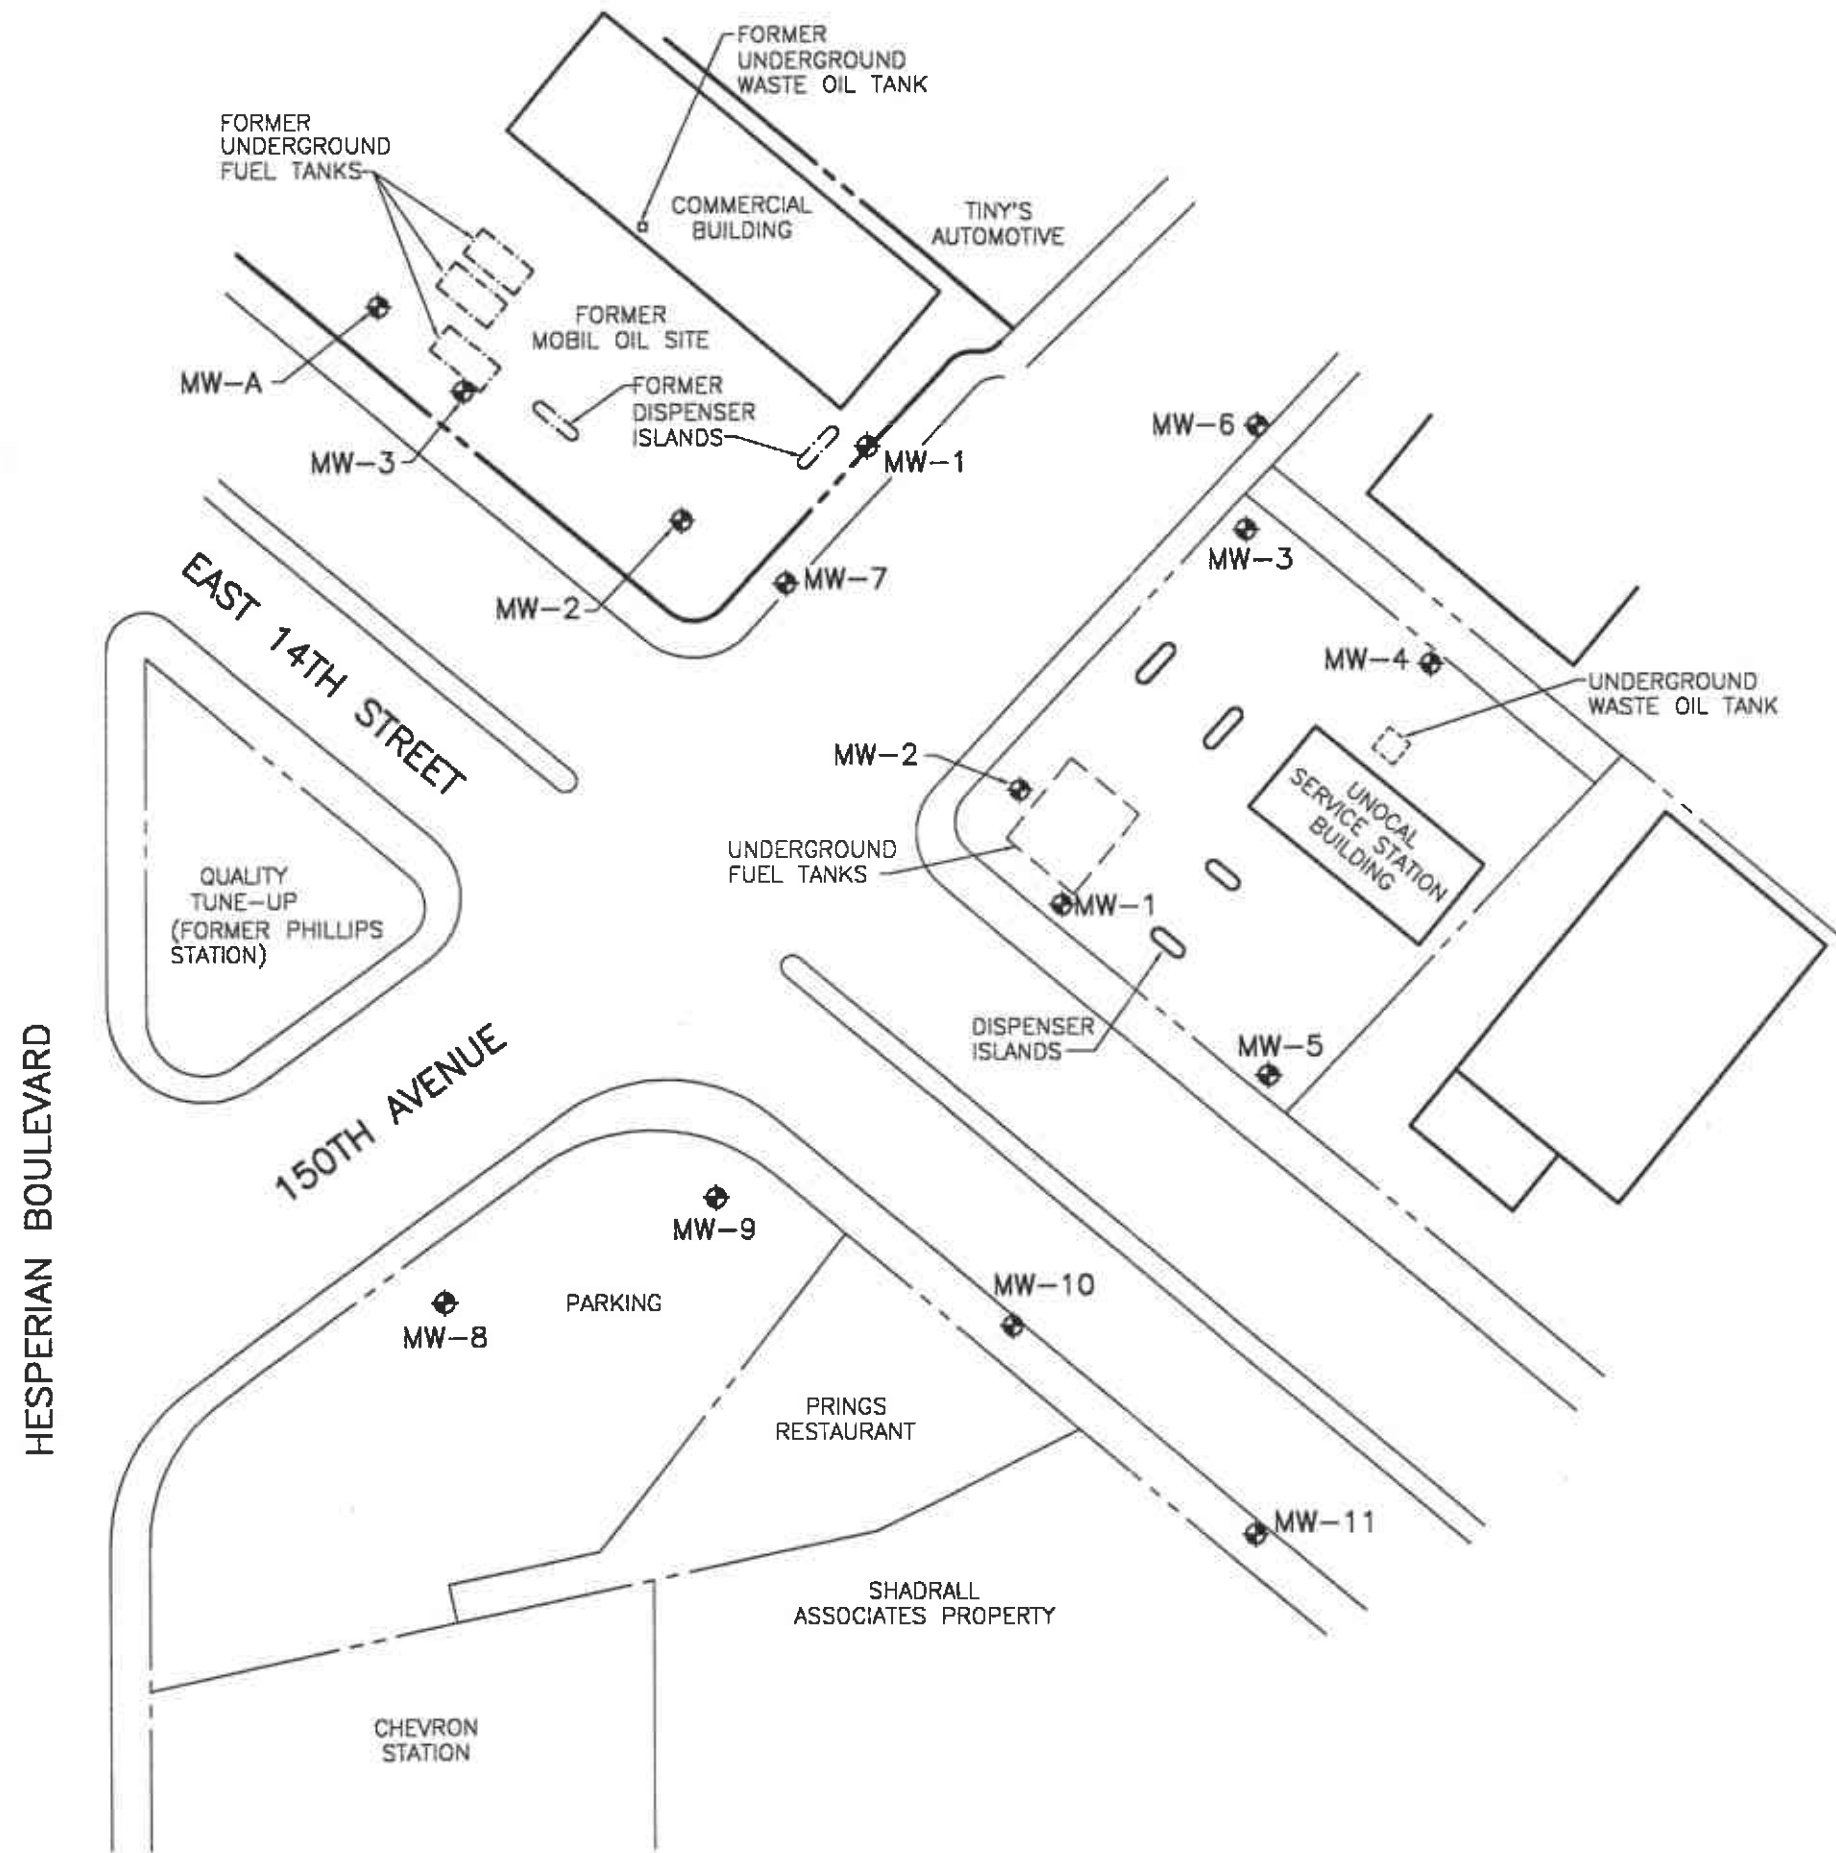 FORMER
UNDERGROUND
WASTE OIL TANK
FORMER
UNDERGROUND
FUEL TANKS
COMMERCIAL
BUILDING
TINY'S
AUTOMOTIVE
FORMER
MOBIL OIL SITE
MW-A
FORMER
DISPENSER
ISLANDS
MW-3
MW-1
MW-6
MW-3
MW-7
MW-2
EAST 14TH STREET
MW-4
UNDERGROUND
WASTE OIL TANK
MW-2
UNOCAL
SERVICE STATION
BUILDING
UNDERGROUND
FUEL TANKS
MW-1
QUALITY
TUNE-UP
(FORMER PHILLIPS
STATION)
DISPENSER
ISLANDS
MW-5
150TH AVENUE
HESPERIAN BOULEVARD
MW-9
MW-10
PARKING
MW-8
PRINGS
RESTAURANT
MW-11
SHADRALL
ASSOCIATES PROPERTY
CHEVRON
STATION